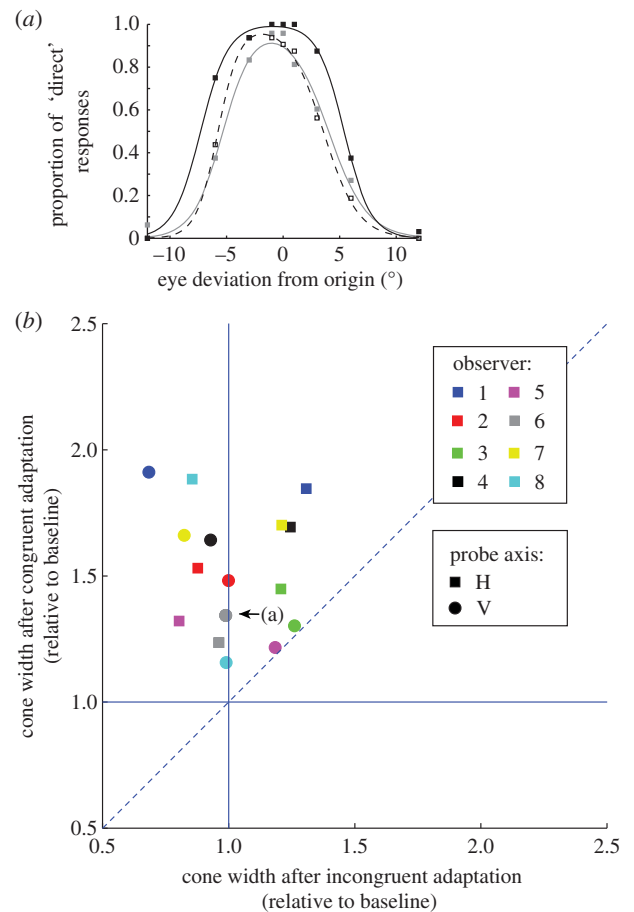 (a)
1.0
0.8
0.6
0.4
0.2
0
proportion of 'direct'
responses
−10 −5 0 5 10
eye deviation from origin (°)
(b)
2.5
2.0
1.5
1.0
0.5
cone width after congruent adaptation
(relative to baseline)
observer:
1 5
2 6
3 7
4 8
probe axis:
H
V
(a)
0.5 1.0 1.5 2.0 2.5
cone width after incongruent adaptation
(relative to baseline)